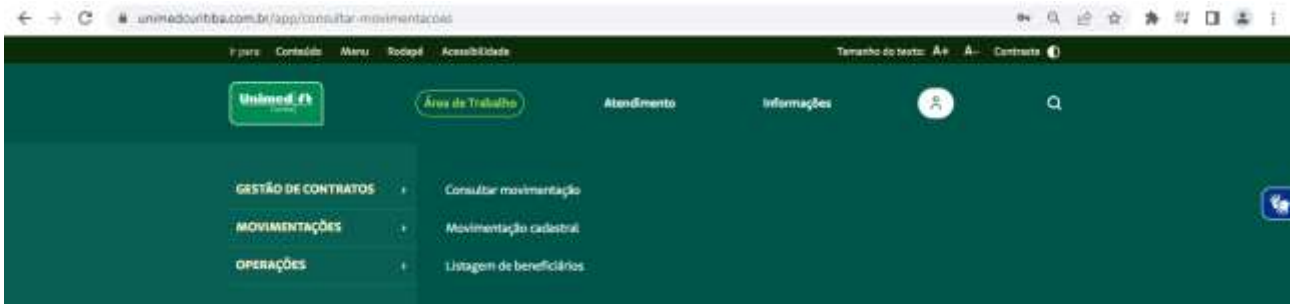 unimedcuritiba.com.br/app/consultar-movimentacoes
Ir para Conteúdo Menu Rodapé Acessibilidade Tamanho do texto: A+ A- Contraste
Unimed Área de Trabalho Atendimento Informações
GESTÃO DE CONTRATOS Consultar movimentação
MOVIMENTAÇÕES Movimentação cadastral
OPERAÇÕES Listagem de beneficiários